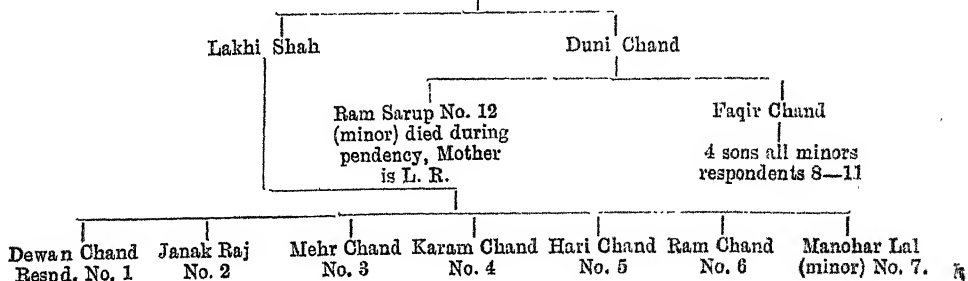 Lakhi Shah
Duni Chand
Ram Sarup No. 12
(minor) died during
pendency, Mother
is L. R.
Faqir Chand
4 sons all minors
respondents 8—11
Dewan Chand Janak Raj Mehr Chand Karam Chand Hari Chand Ram Chand Manohar Lal
Respd. No. 1 No. 2 No. 3 No. 4 No. 5 No. 6 (minor) No. 7.